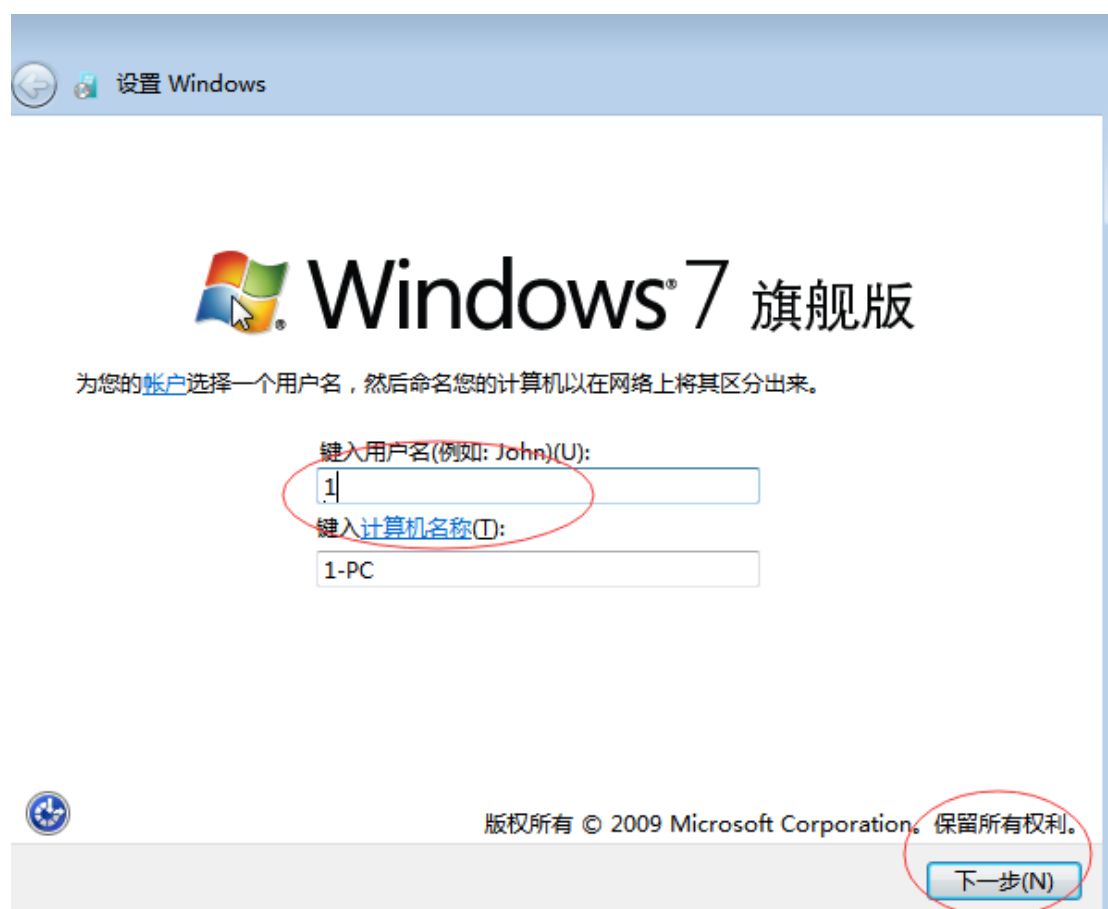 设置 Windows
Windows 7 旗舰版
为您的帐户选择一个用户名，然后命名您的计算机以在网络上将其区分出来。
键入用户名(例如: John)(U):
1
键入计算机名称(T):
1-PC
版权所有 © 2009 Microsoft Corporation。保留所有权利。
下一步(N)